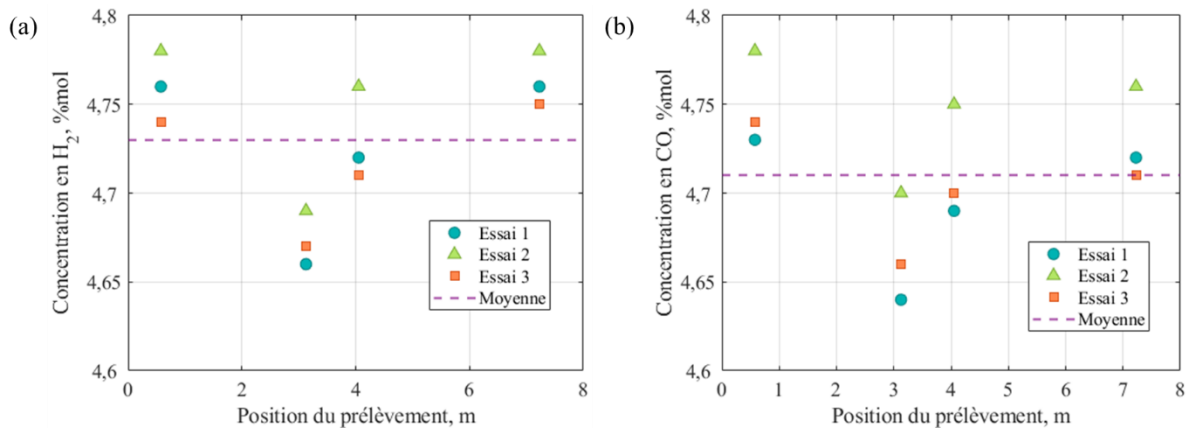 (a)
Concentration en H2, %mol
4,8
4,75
4,7
4,65
4,6
0
2
4
6
8
Position du prélèvement, m
Essai 1
Essai 2
Essai 3
Moyenne
(b)
Concentration en CO, %mol
4,8
4,75
4,7
4,65
4,6
0
1
2
3
4
5
6
7
8
Position du prélèvement, m
Essai 1
Essai 2
Essai 3
Moyenne